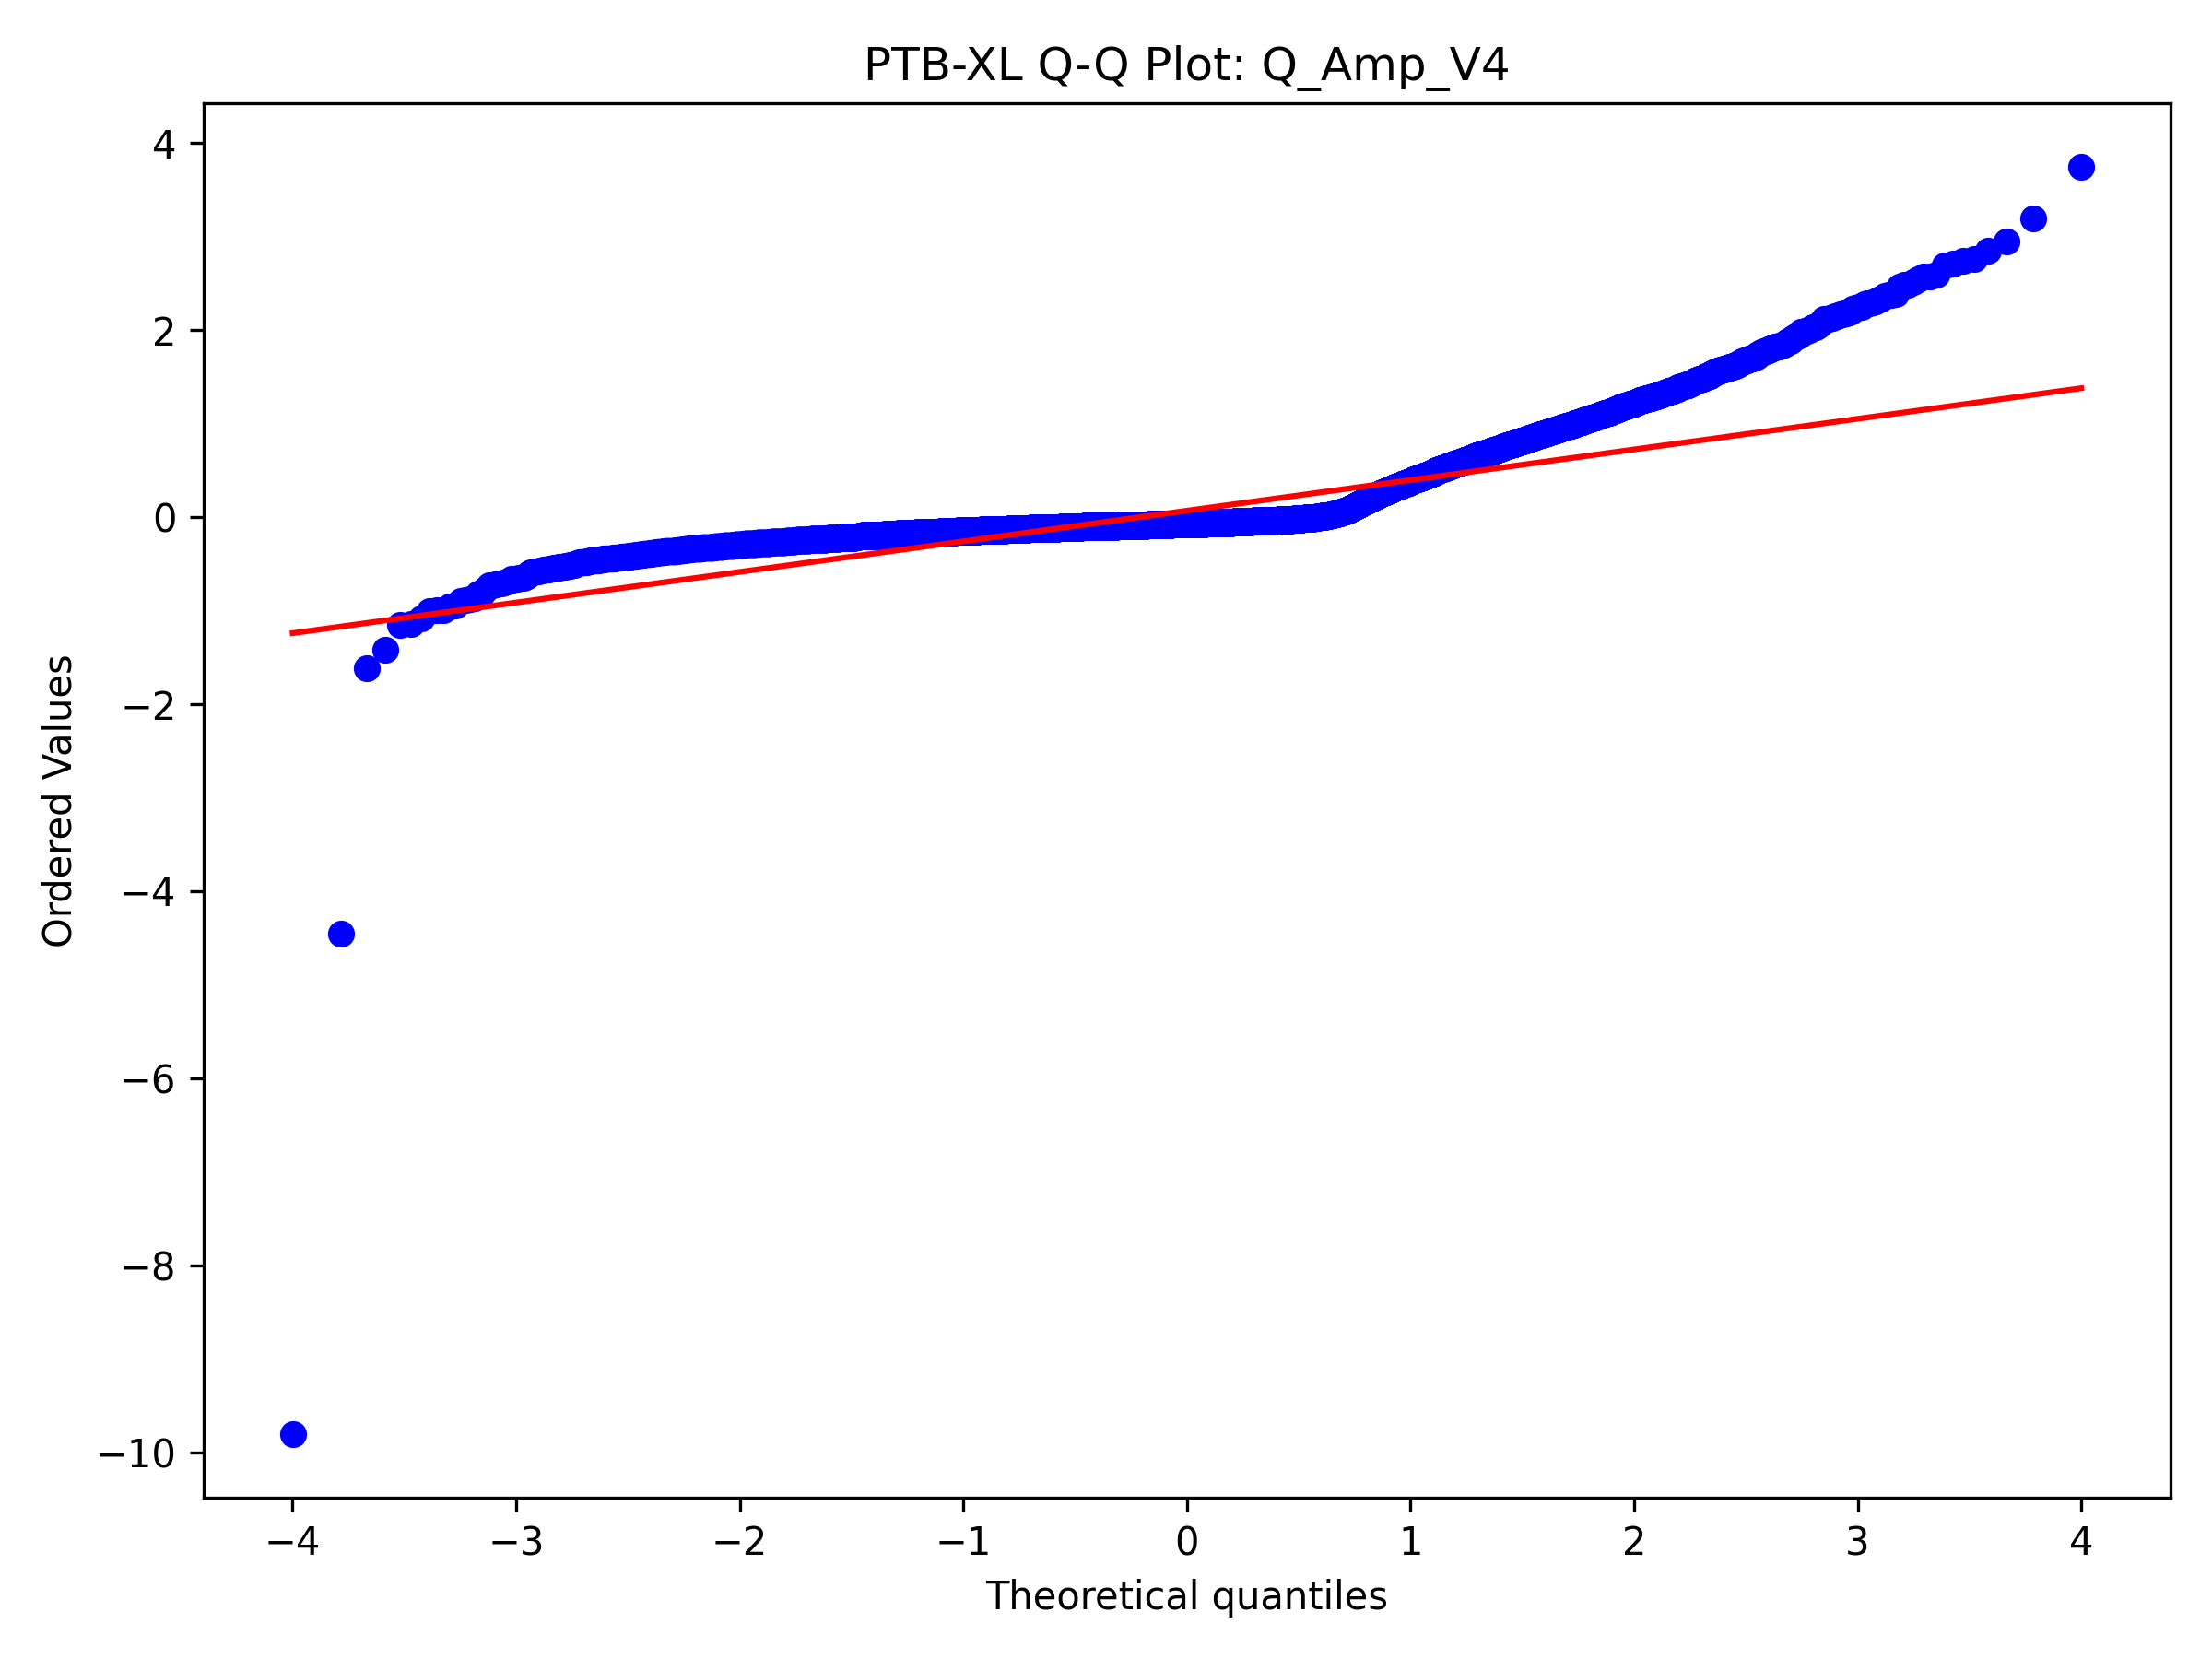 PTB-XL Q-Q Plot: Q_Amp_V4
4
2
0
−2
−4
−6
−8
−10
Ordered Values
−4 −3 −2 −1 0 1 2 3 4
Theoretical quantiles